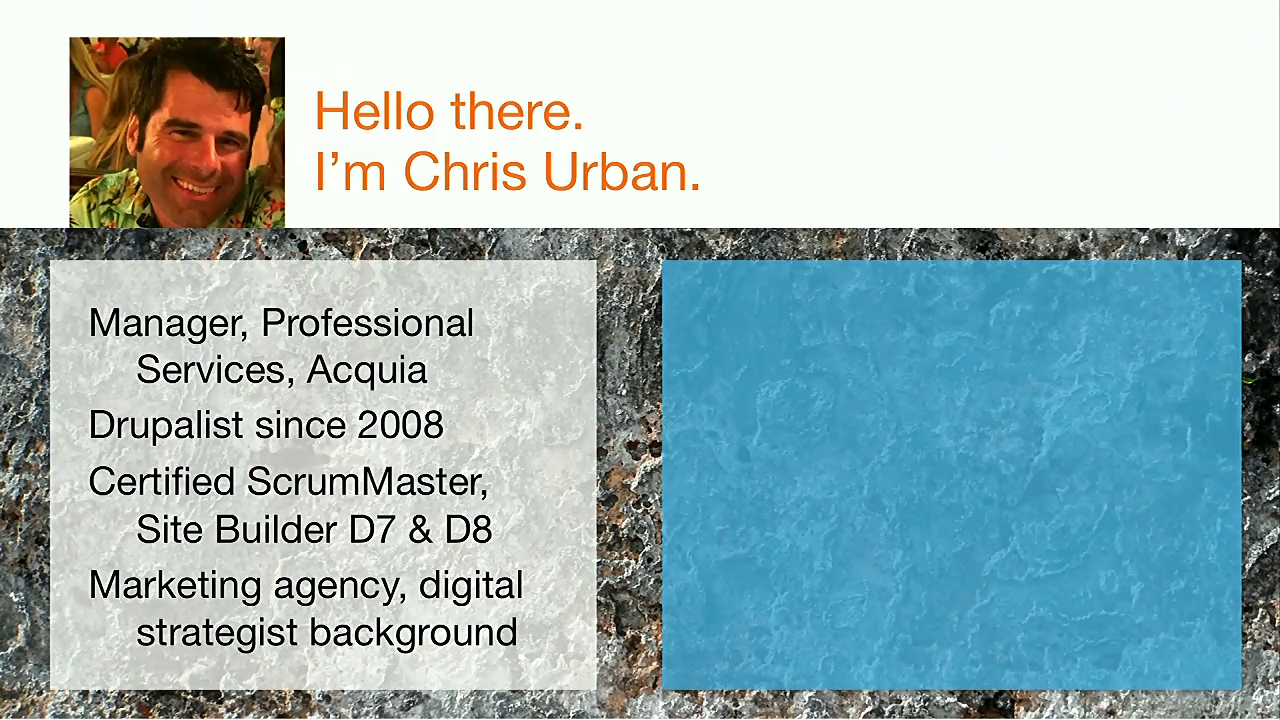 Hello there.
I’m Chris Urban.
Manager, Professional
Services, Acquia
Drupalist since 2008
Certified ScrumMaster,
Site Builder D7 & D8
Marketing agency, digital
strategist background